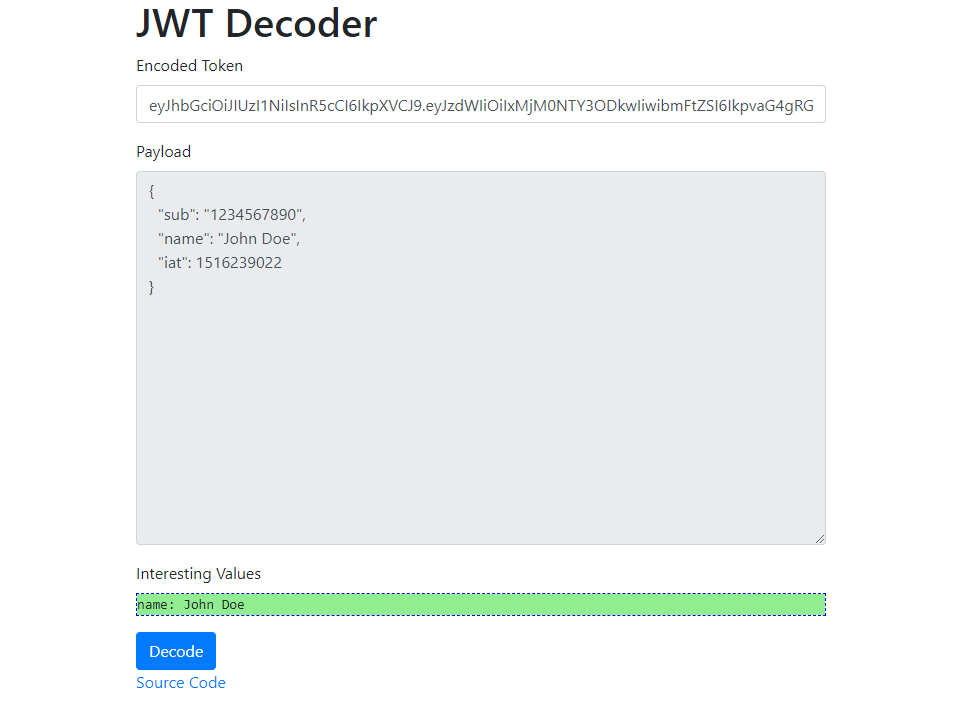 JWT Decoder
Encoded Token
eyJhbGciOiJIUzI1NiIsInR5cCI6IkpXVCJ9.eyJzdWIiOiIxMjM0NTY3ODkwIiwibmFtZSI6IkpvaG4gRG
Payload
{
  "sub": "1234567890",
  "name": "John Doe",
  "iat": 1516239022
}
Interesting Values
name: John Doe
Decode
Source Code